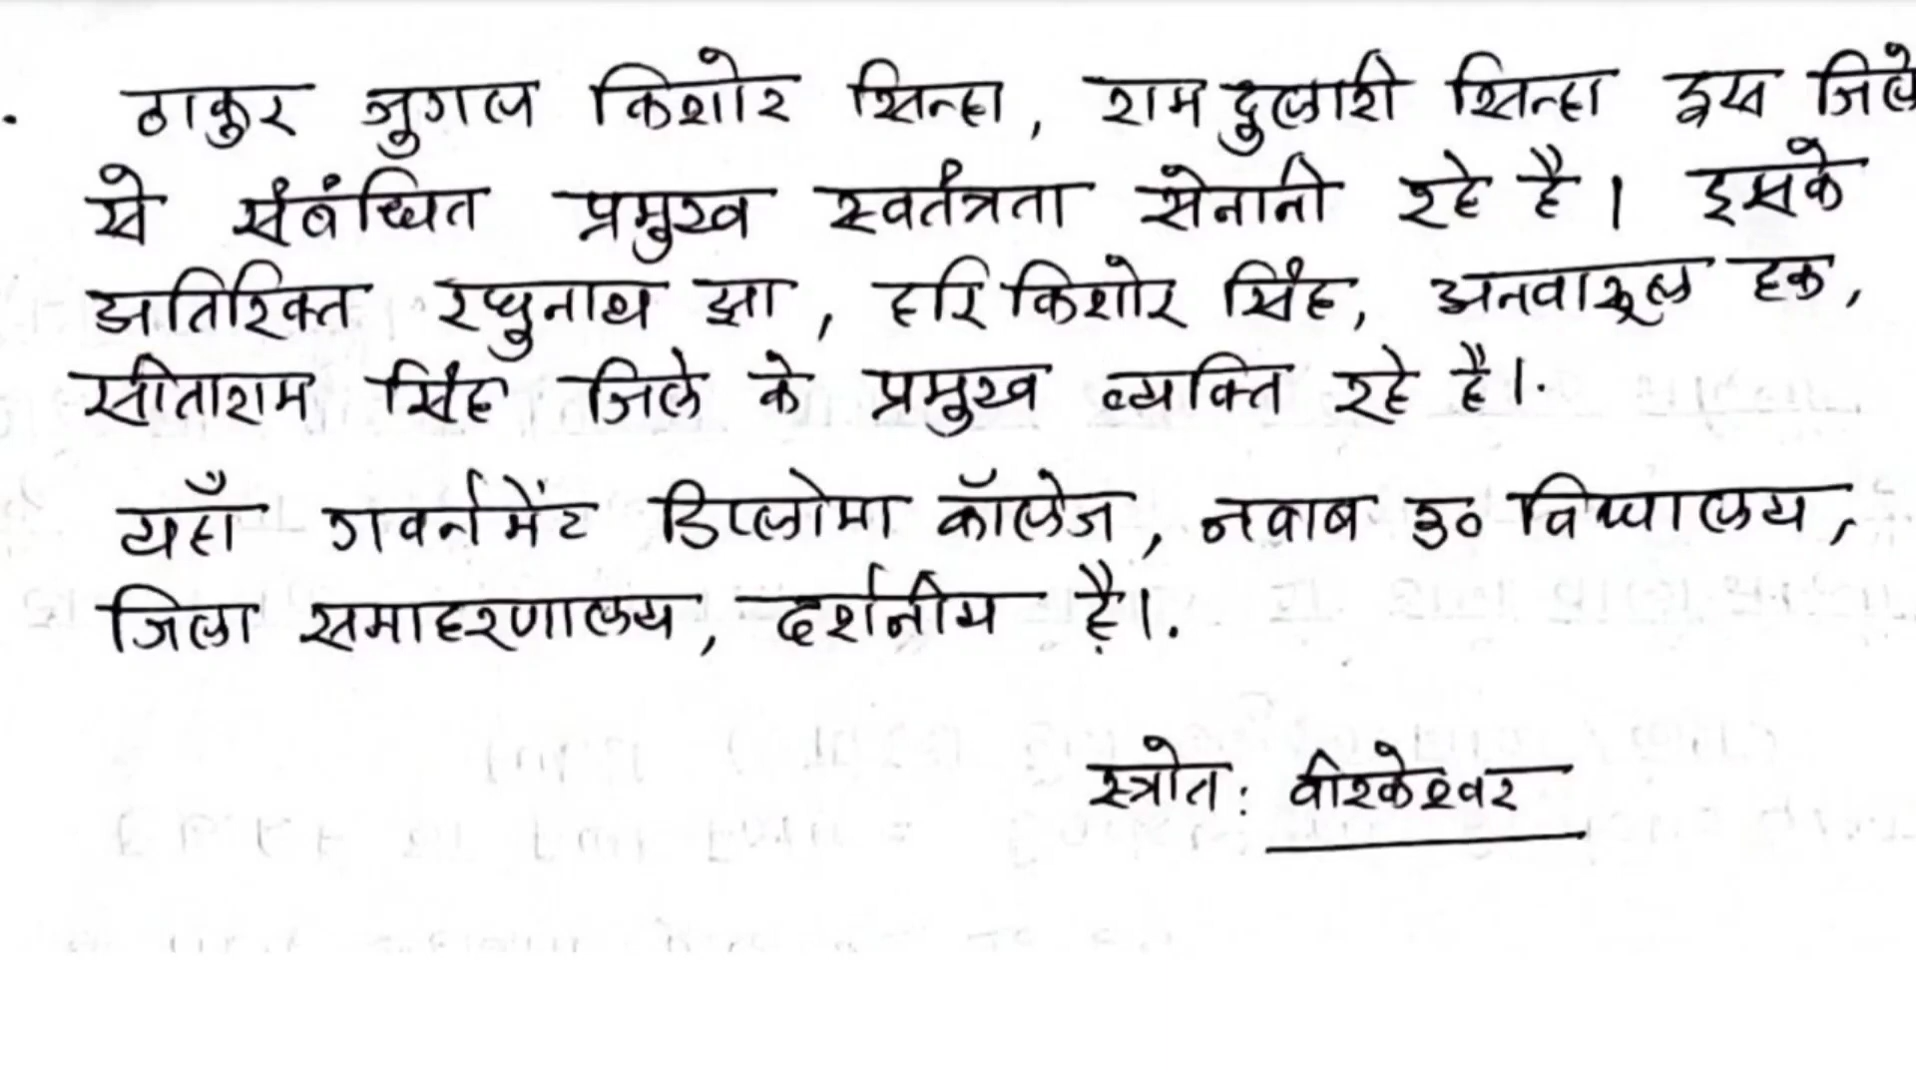 . ठाकुर जुगल किशोर सिन्हा, राम दुलारी सिन्हा इस जिले
से संबंधित प्रमुख स्वतंत्रता सेनानी रहे है। इसके
अतिरिक्त रघुनाथ झा, हरि किशोर सिंह, अनवारूल हक,
सीताराम सिंह जिले के प्रमुख व्यक्ति रहे है।.
यहाँ गवर्नमेंट डिप्लोमा कॉलेज, नवाब उ० विध्यालय,
जिला समाहरणालय, दर्शनीय है।.
स्त्रोत: वीरकेश्वर